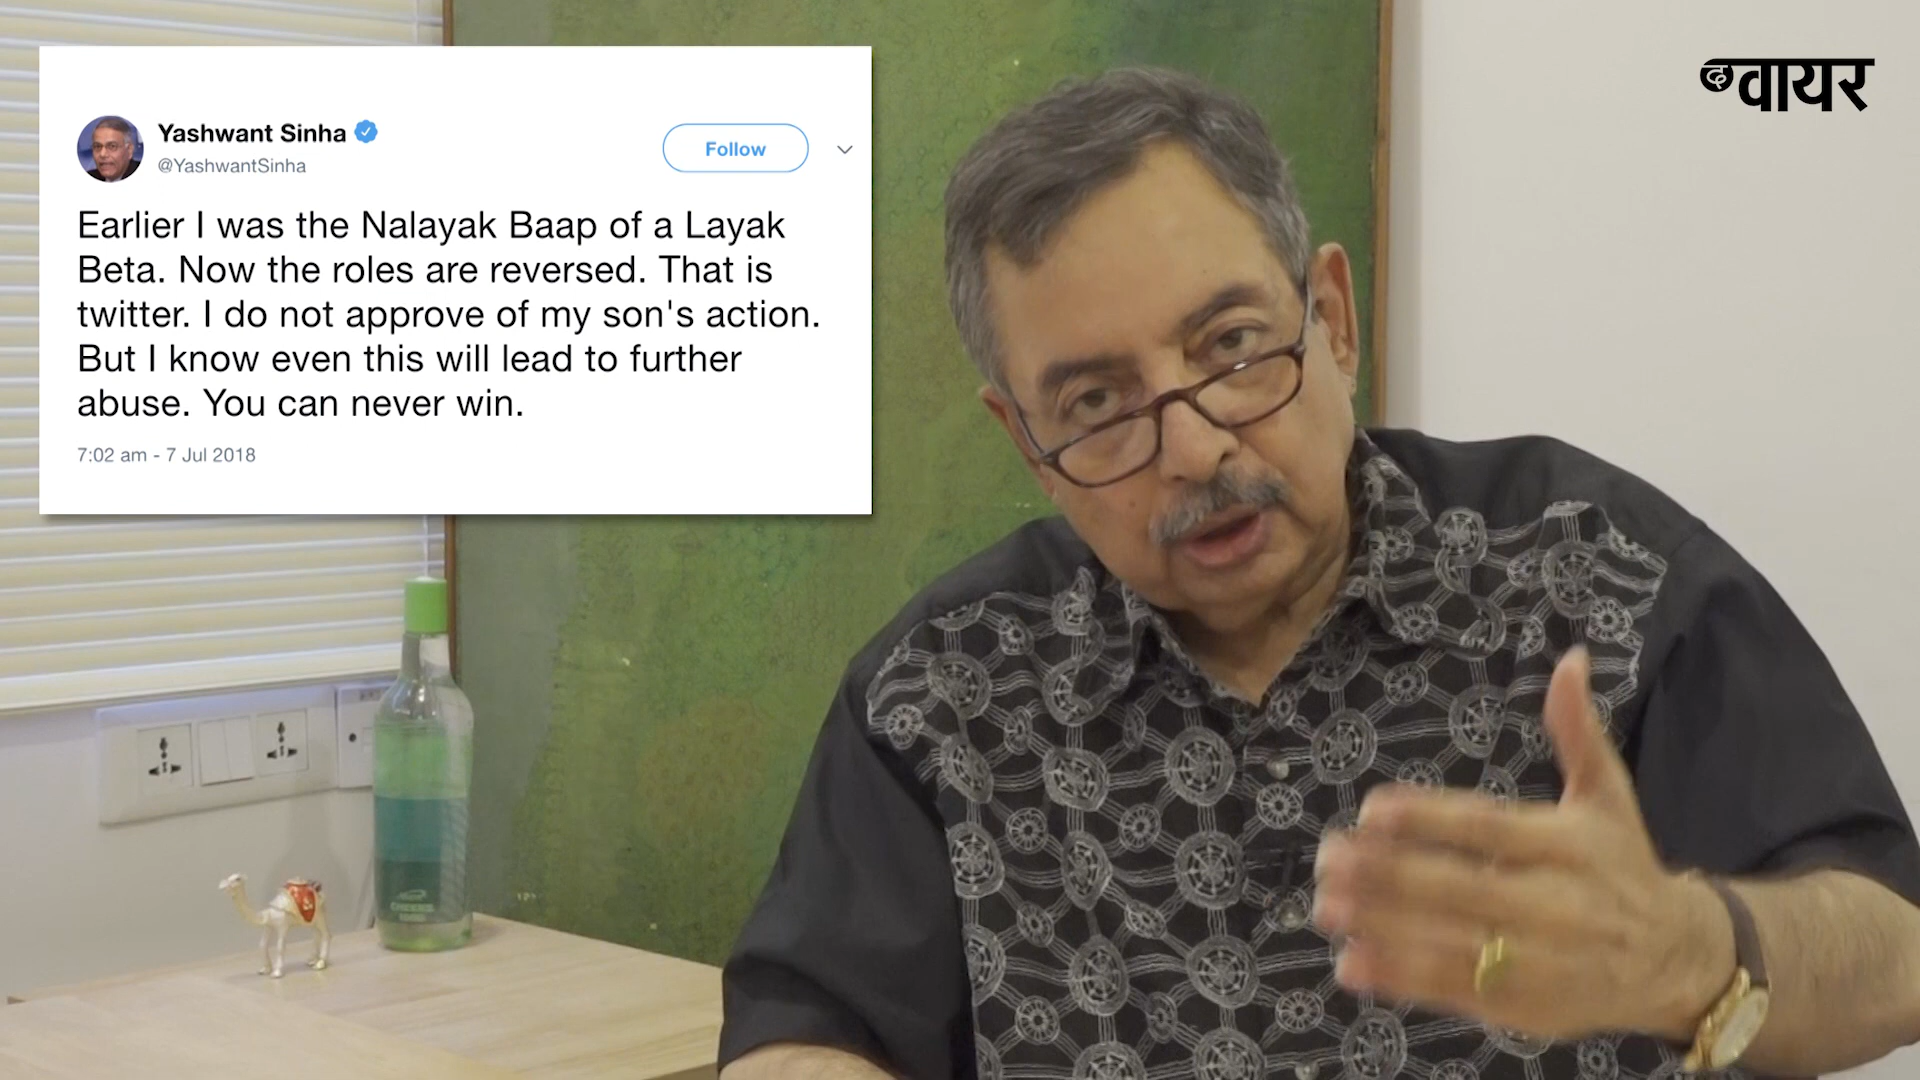 Yashwant Sinha
@YashwantSinha
Follow
Earlier I was the Nalayak Baap of a Layak
Beta. Now the roles are reversed. That is
twitter. I do not approve of my son's action.
But I know even this will lead to further
abuse. You can never win.
7:02 am - 7 Jul 2018
द वायर